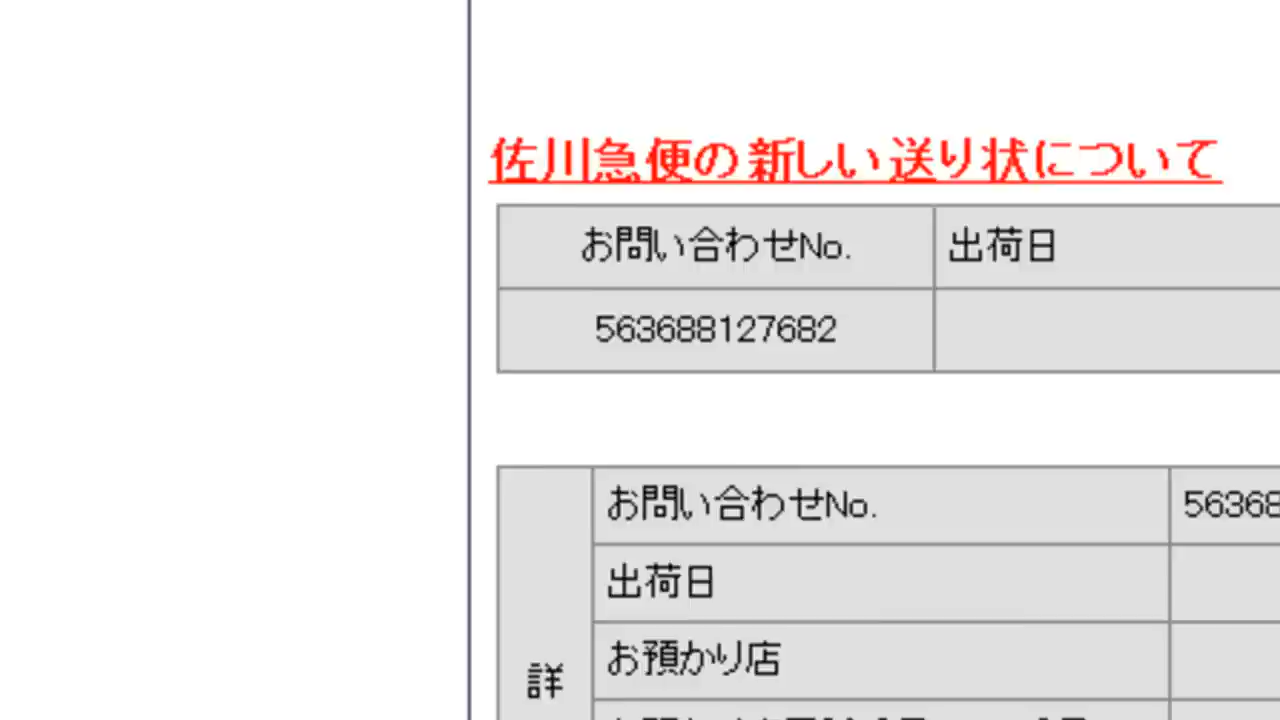 佐川急便の新しい送り状について
お問い合わせNo.
出荷日
563688127682
お問い合わせNo.
56368
出荷日
お預かり店
詳